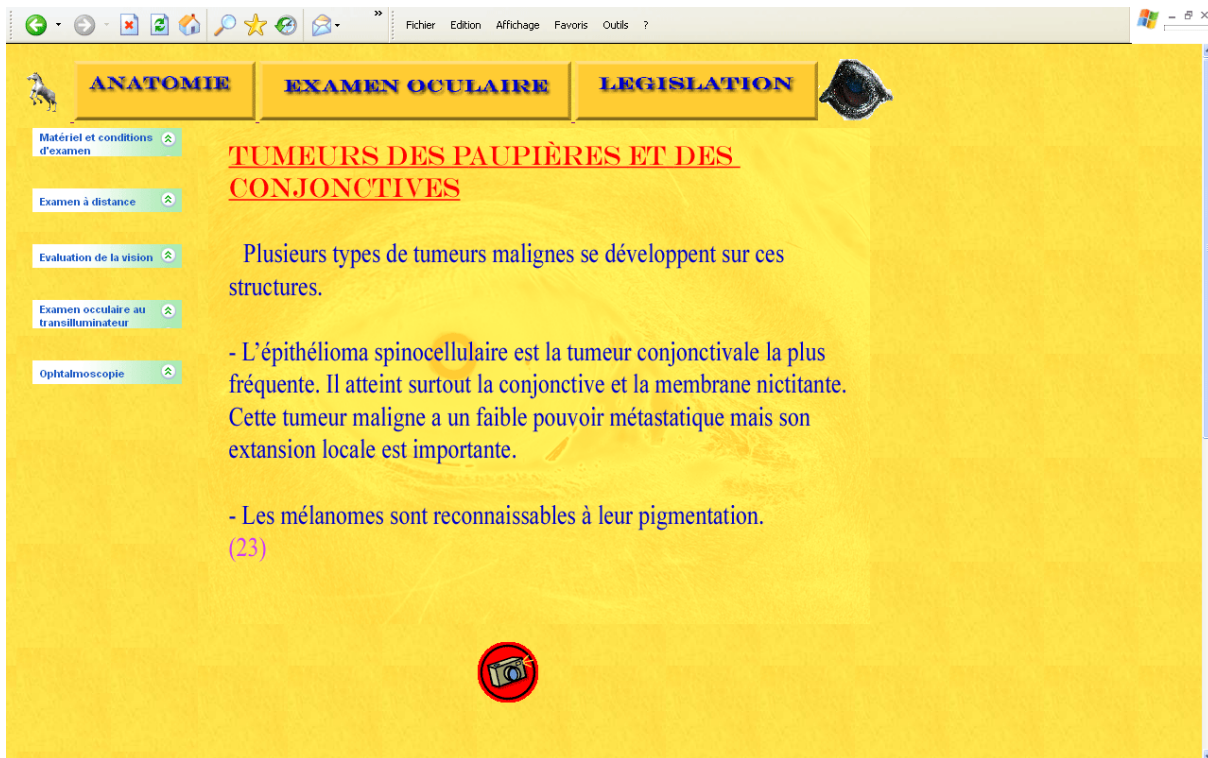 Fichier Edition Affichage Favoris Outils ?
ANATOMIE
EXAMEN OCULAIRE
LEGISLATION
Matériel et conditions
d'examen
Examen à distance
Evaluation de la vision
Examen occulaire au
transilluminateur
Ophtalmoscopie
TUMEURS DES PAUPIÈRES ET DES
CONJONCTIVES
Plusieurs types de tumeurs malignes se développent sur ces
structures.
- L’épithélioma spinocellulaire est la tumeur conjonctivale la plus
fréquente. Il atteint surtout la conjonctive et la membrane nictitante.
Cette tumeur maligne a un faible pouvoir métastatique mais son
extansion locale est importante.
- Les mélanomes sont reconnaissables à leur pigmentation.
(23)